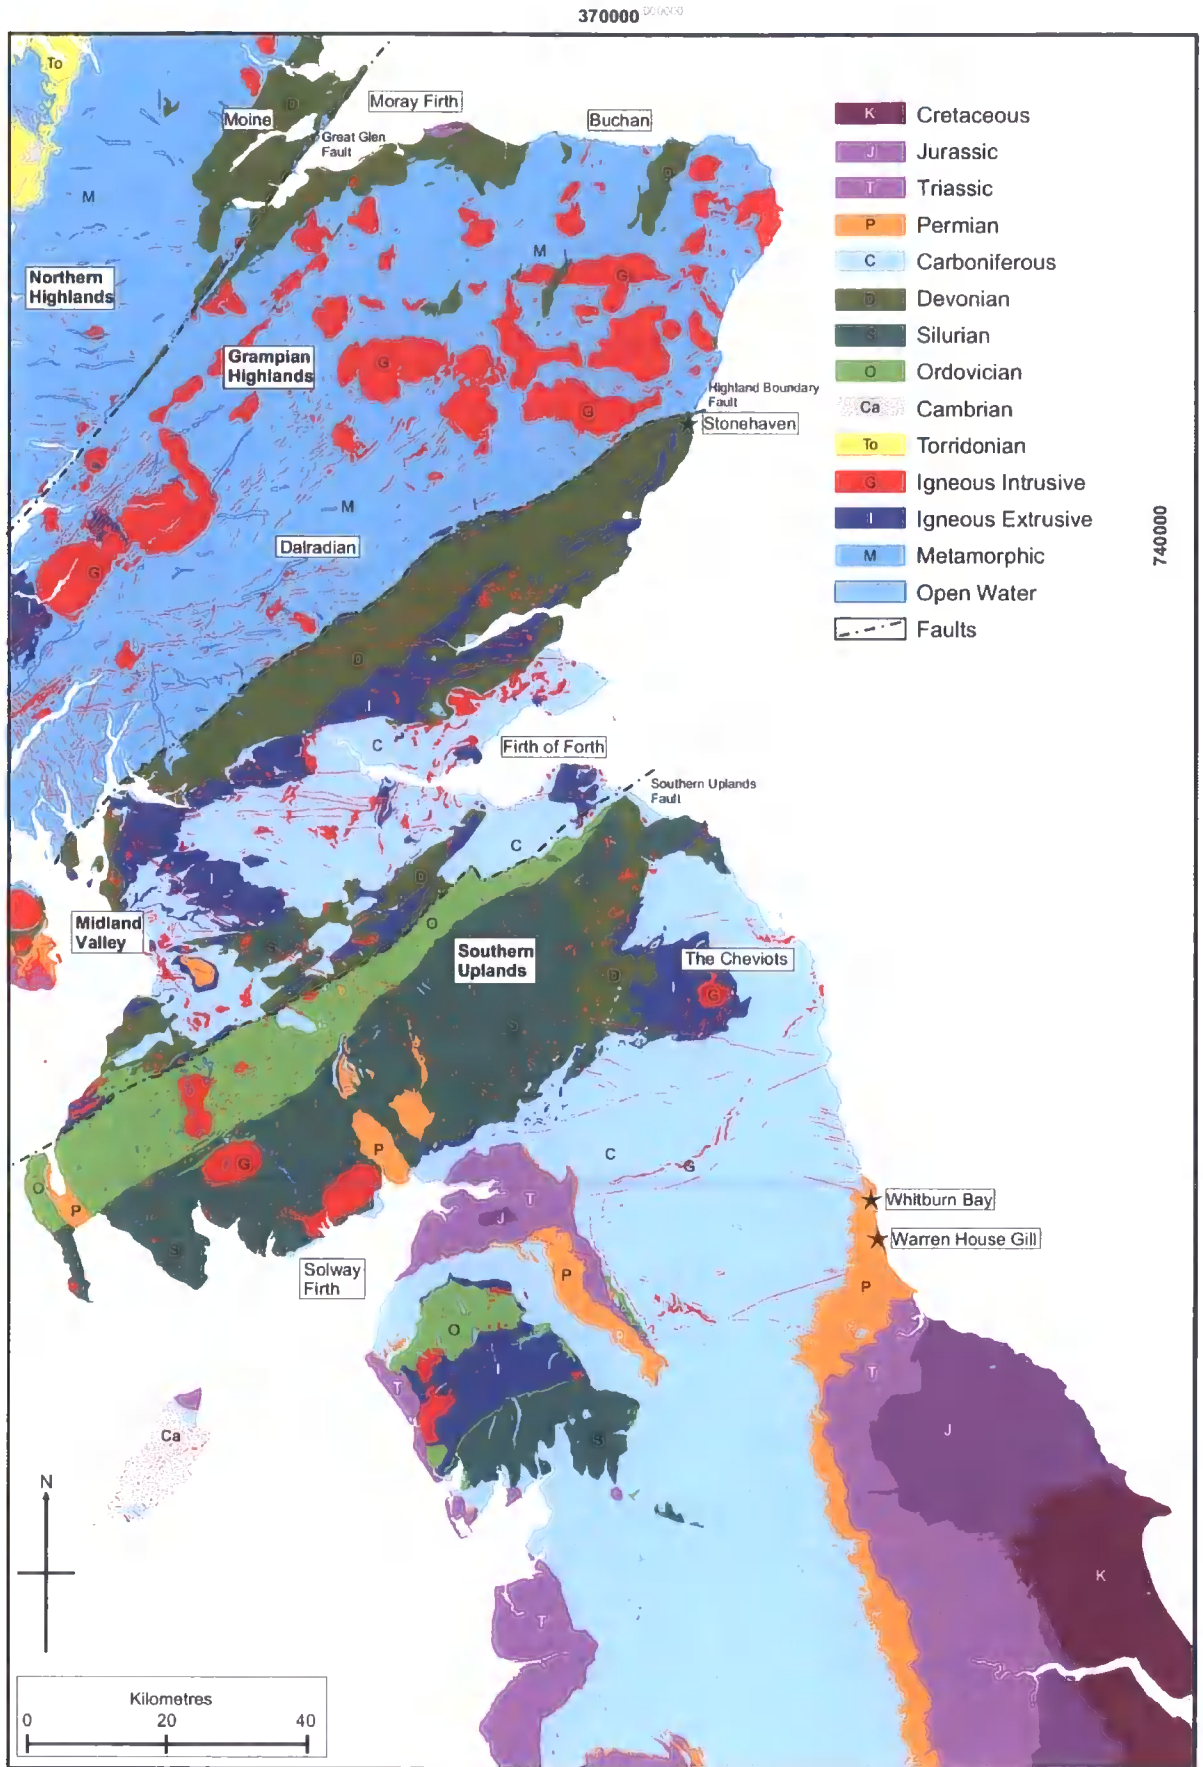 370000
To
D
Moine
Moray Firth
Great Glen
Fault
Buchan
D
M
M
Northern
Highlands
G
Grampian
Highlands
G
G
Highland Boundary
Fault
Stonehaven
M
Dalradian
G
I
D
I
C
Firth of Forth
Southern Uplands
Fault
C
I
D
Midland
Valley
S
O
Southern
Uplands
The Cheviots
D
I
G
S
P
G
C
G
O
P
T
J
Whitburn Bay
Warren House Gill
S
Solway
Firth
P
P
O
T
I
T
J
Ca
S
N
K
T
Kilometres
0 20 40
K Cretaceous
J Jurassic
T Triassic
P Permian
C Carboniferous
D Devonian
S Silurian
O Ordovician
Ca Cambrian
To Torridonian
G Igneous Intrusive
I Igneous Extrusive
M Metamorphic
Open Water
Faults
740000